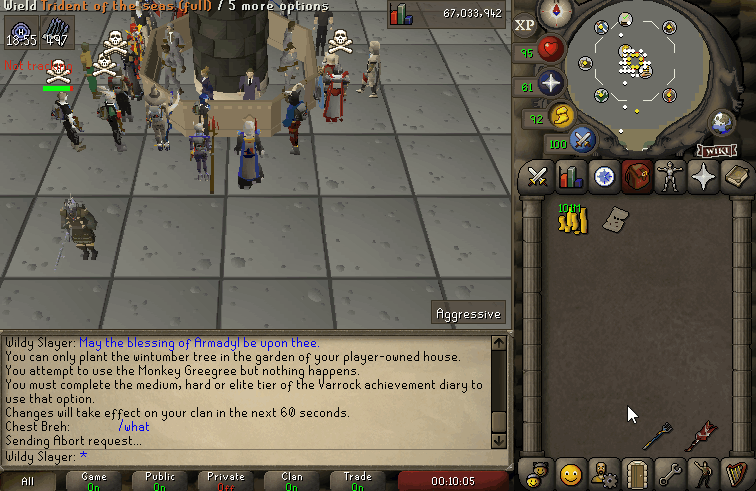 Wield Trident of the seas (full) / 5 more options
67,033,942
XP
18:55
497
95
61
92
100
WIKI
101M
Aggressive
Wildy Slayer: May the blessing of Armadyl be upon thee.
You can only plant the wintumber tree in the garden of your player-owned house.
You attempt to use the Monkey Greegree but nothing happens.
You must complete the medium, hard or elite tier of the Varrock achievement diary to
use that option.
Changes will take effect on your clan in the next 60 seconds.
Chest Breh: /what
Sending Abort request...
Wildy Slayer: *
All
Game
On
Public
On
Private
Off
Clan
On
Trade
On
00:10:05